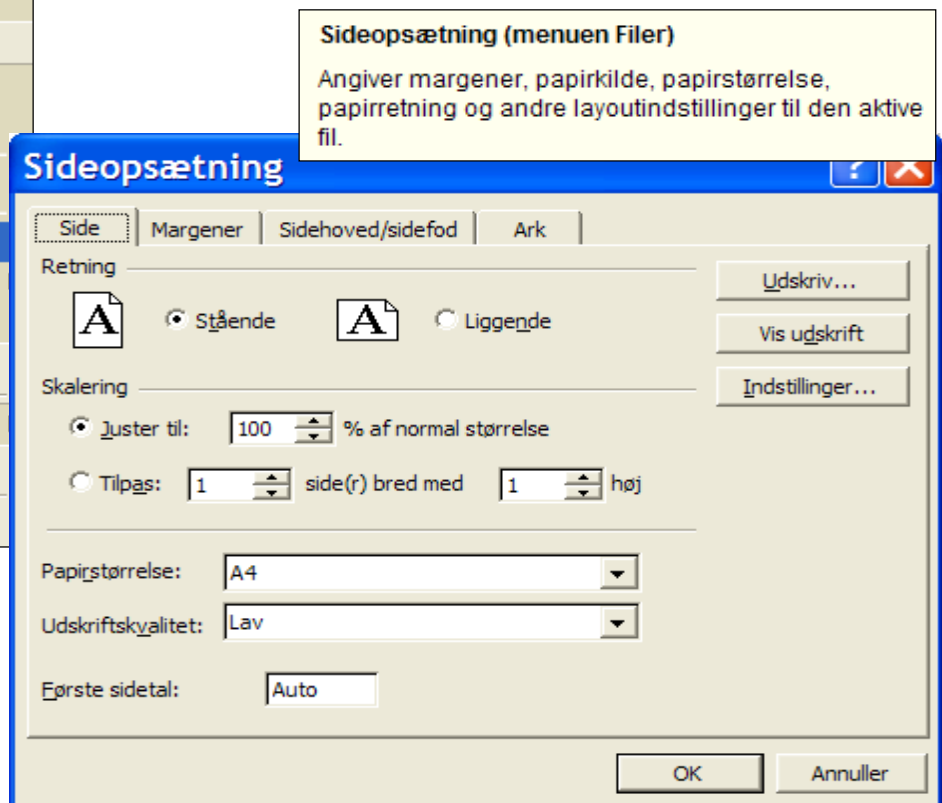 Sideopsætning (menuen Filer)
Angiver margener, papirkilde, papirstørrelse,
papirretning og andre layoutindstillinger til den aktive
fil.
Sideopsætning
Side Margener Sidehoved/sidefod Ark
Retning
A Stående A Liggende
Skalering
Juster til: 100 % af normal størrelse
Tilpas: 1 side(r) bred med 1 høj
Papirstørrelse: A4
Udskriftskvalitet: Lav
Første sidetal: Auto
Udskriv...
Vis udskrift
Indstillinger...
OK Annuller